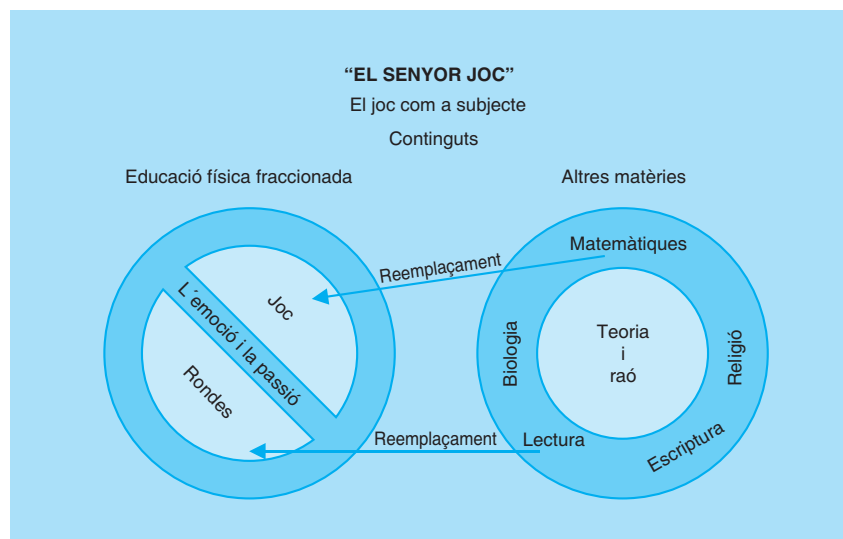 “EL SENYOR JOC”
El joc com a subjecte
Continguts
Educació física fraccionada
Altres matèries
Joc
L´emoció i la passió
Rondes
Reemplaçament
Reemplaçament
Matemàtiques
Biologia
Teoria
i
raó
Religió
Lectura
Escriptura